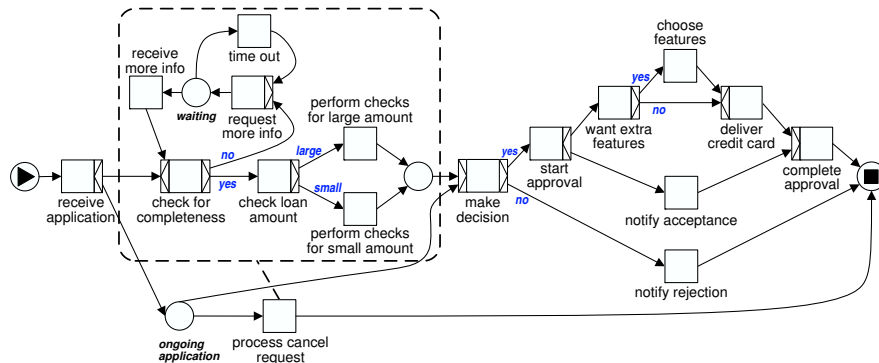 choose
features
time out
receive
more info
yes
perform checks
for large amount
waiting
request
more info
no
want extra
features
deliver
credit card
no
large
yes
start
approval
complete
approval
yes
small
receive
application
check for
completeness
check loan
amount
make
decision
no
notify acceptance
perform checks
for small amount
notify rejection
ongoing
application
process cancel
request